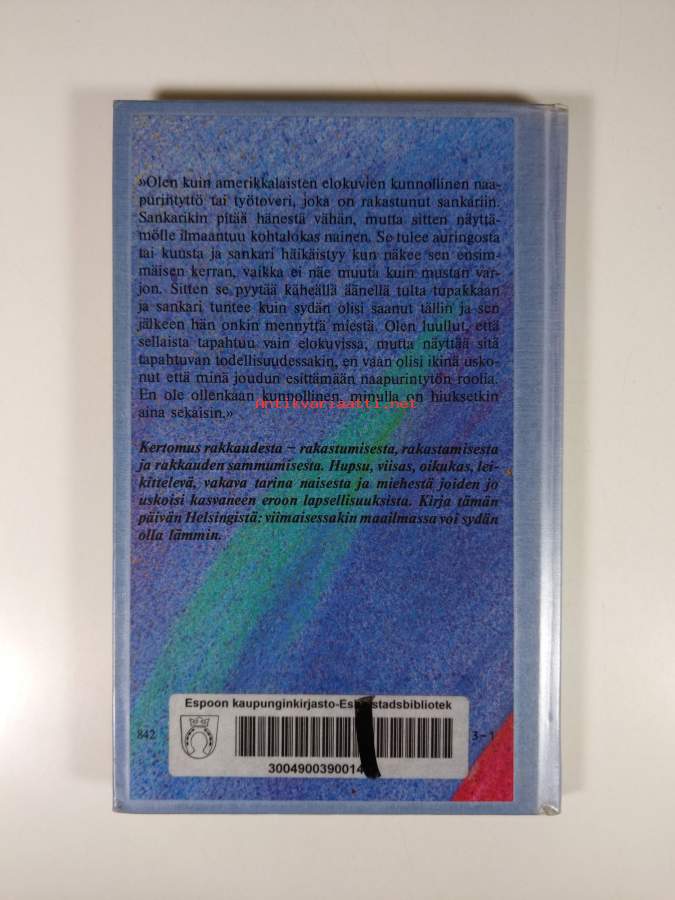 »Olen kuin amerikkalaisten elokuvien kunnollinen naa-
purintyttö tai työtoveri, joka on rakastunut sankariin.
Sankarikin pitää hänestä vähän, mutta sitten näyttä-
mölle ilmaantuu kohtalokas nainen. Se tulee auringosta
tai kuusta ja sankari häikäistyy kun näkee sen ensim-
mäisen kerran, vaikka ei näe muuta kuin mustan var-
jon. Sitten se pyytää käheällä äänellä tulta tupakkaan
ja sankari tuntee kuin sydän olisi saanut tällin ja sen
jälkeen hän onkin mennyttä miestä. Olen luullut, että
sellaista tapahtuu vain elokuvissa, mutta näyttää sitä
tapahtuvan todellisuudessakin, en vaan olisi ikinä usko-
nut että minä joudun esittämään naapurintytön roolia.
En ole ollenkaan kunnollinen, minulla on hiuksetkin
Antikvariaatti.net
aina sekaisin.»
Kertomus rakkaudesta – rakastumisesta, rakastamisesta
ja rakkauden sammumisesta. Hupsu, viisas, oikukas, lei-
kittelevä, vakava tarina naisesta ja miehestä joiden jo
uskoisi kasvaneen eroon lapsellisuuksista. Kirja tämän
päivän Helsingistä: viimaisessakin maailmassa voi sydän
olla lämmin.
Espoon kaupunginkirjasto-Es stadsbibliotek
842
3-1
3004900390014